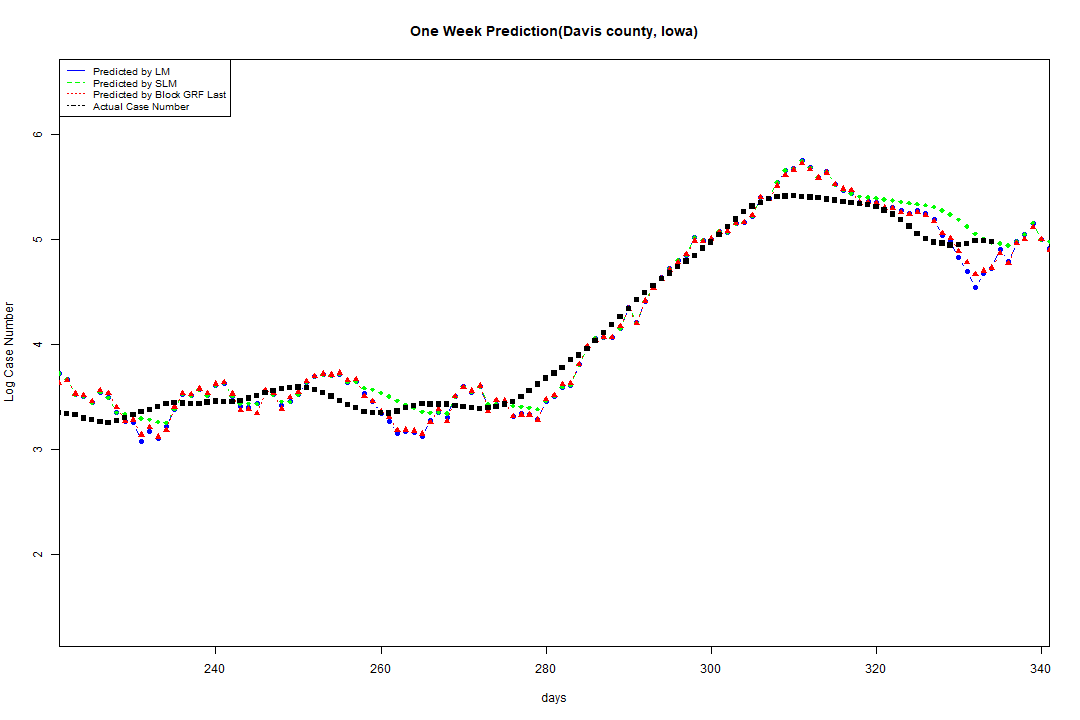 One Week Prediction(Davis county, Iowa)
Predicted by LM
Predicted by SLM
Predicted by Block GRF Last
Actual Case Number
Log Case Number
6
5
4
3
2
240 260 280 300 320 340
days